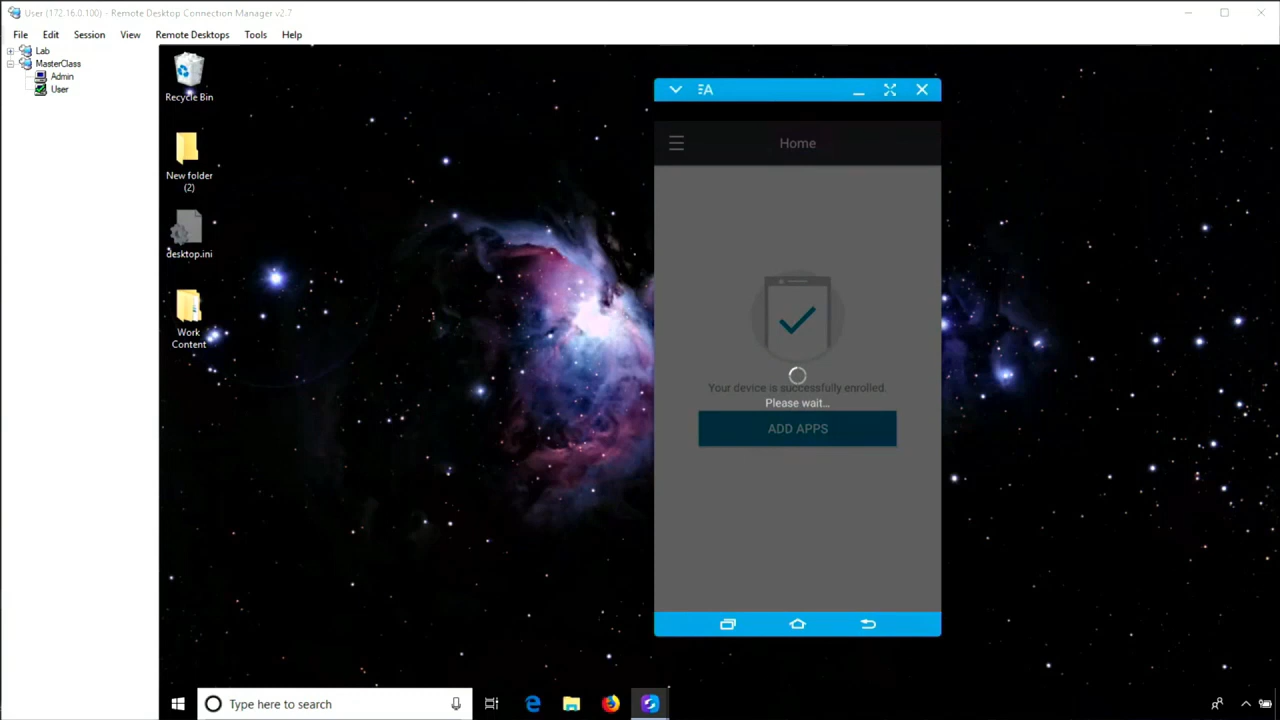 User (172.16.0.100) - Remote Desktop Connection Manager v2.7
File Edit Session View Remote Desktops Tools Help
Lab
MasterClass
Admin
User
Recycle Bin
New folder
(2)
desktop.ini
Work
Content
Home
Your device is successfully enrolled.
Please wait...
ADD APPS
Type here to search